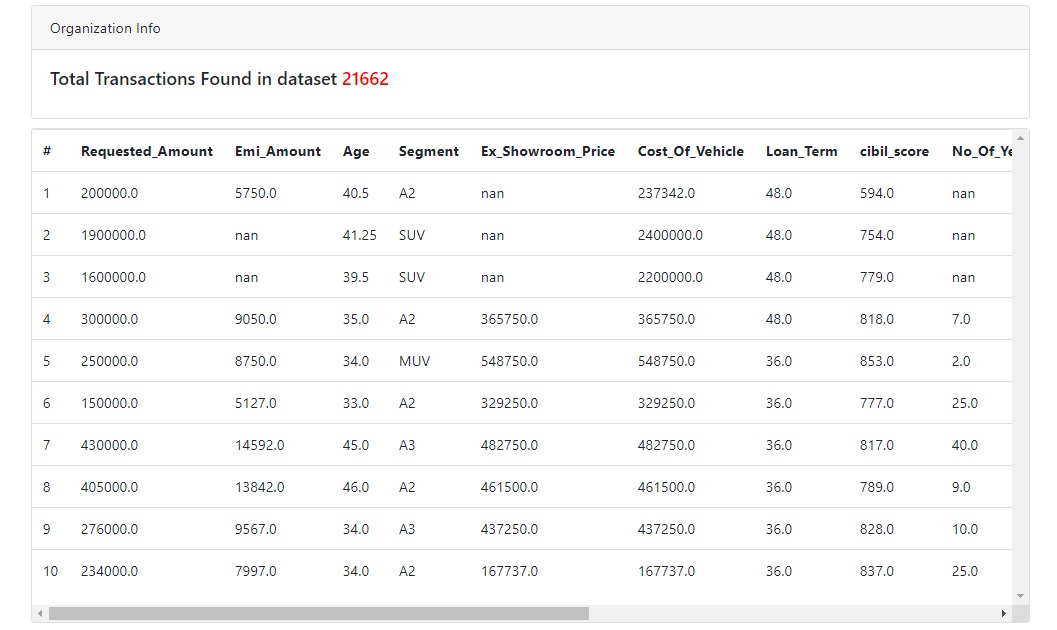 Organization Info
Total Transactions Found in dataset 21662
# Requested_Amount Emi_Amount Age Segment Ex_Showroom_Price Cost_Of_Vehicle Loan_Term cibil_score No_Of_Ye
1 200000.0 5750.0 40.5 A2 nan 237342.0 48.0 594.0 nan
2 1900000.0 nan 41.25 SUV nan 2400000.0 48.0 754.0 nan
3 1600000.0 nan 39.5 SUV nan 2200000.0 48.0 779.0 nan
4 300000.0 9050.0 35.0 A2 365750.0 365750.0 48.0 818.0 7.0
5 250000.0 8750.0 34.0 MUV 548750.0 548750.0 36.0 853.0 2.0
6 150000.0 5127.0 33.0 A2 329250.0 329250.0 36.0 777.0 25.0
7 430000.0 14592.0 45.0 A3 482750.0 482750.0 36.0 817.0 40.0
8 405000.0 13842.0 46.0 A2 461500.0 461500.0 36.0 789.0 9.0
9 276000.0 9567.0 34.0 A3 437250.0 437250.0 36.0 828.0 10.0
10 234000.0 7997.0 34.0 A2 167737.0 167737.0 36.0 837.0 25.0